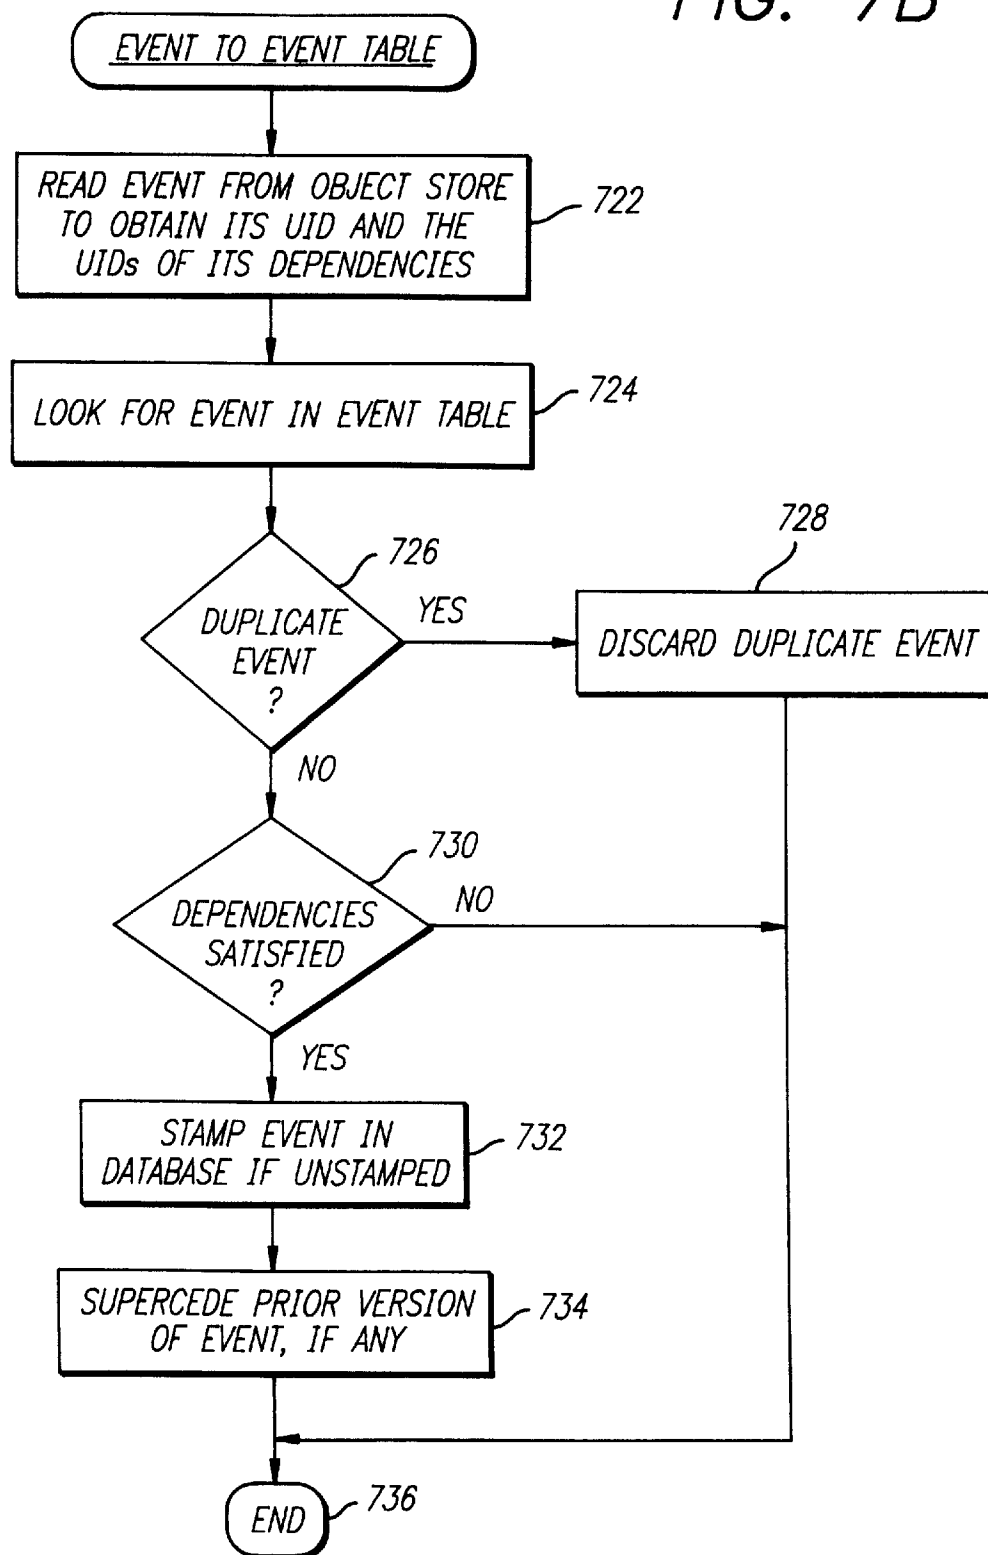 FIG. 7B
EVENT TO EVENT TABLE
READ EVENT FROM OBJECT STORE
TO OBTAIN ITS UID AND THE
UIDs OF ITS DEPENDENCIES
722
LOOK FOR EVENT IN EVENT TABLE
724
726
DUPLICATE
EVENT
?
YES
728
DISCARD DUPLICATE EVENT
NO
730
DEPENDENCIES
SATISFIED
?
NO
YES
STAMP EVENT IN
DATABASE IF UNSTAMPED
732
SUPERCEDE PRIOR VERSION
OF EVENT, IF ANY
734
END
736